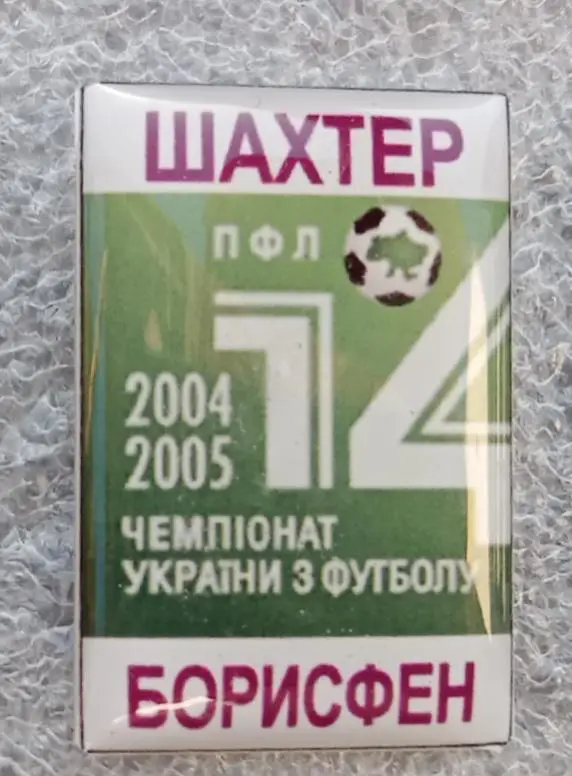 ШАХТЕР
ПФЛ
14
2004
2005
ЧЕМПІОНАТ
УКРАЇНИ З ФУТБОЛУ
БОРИСФЕН